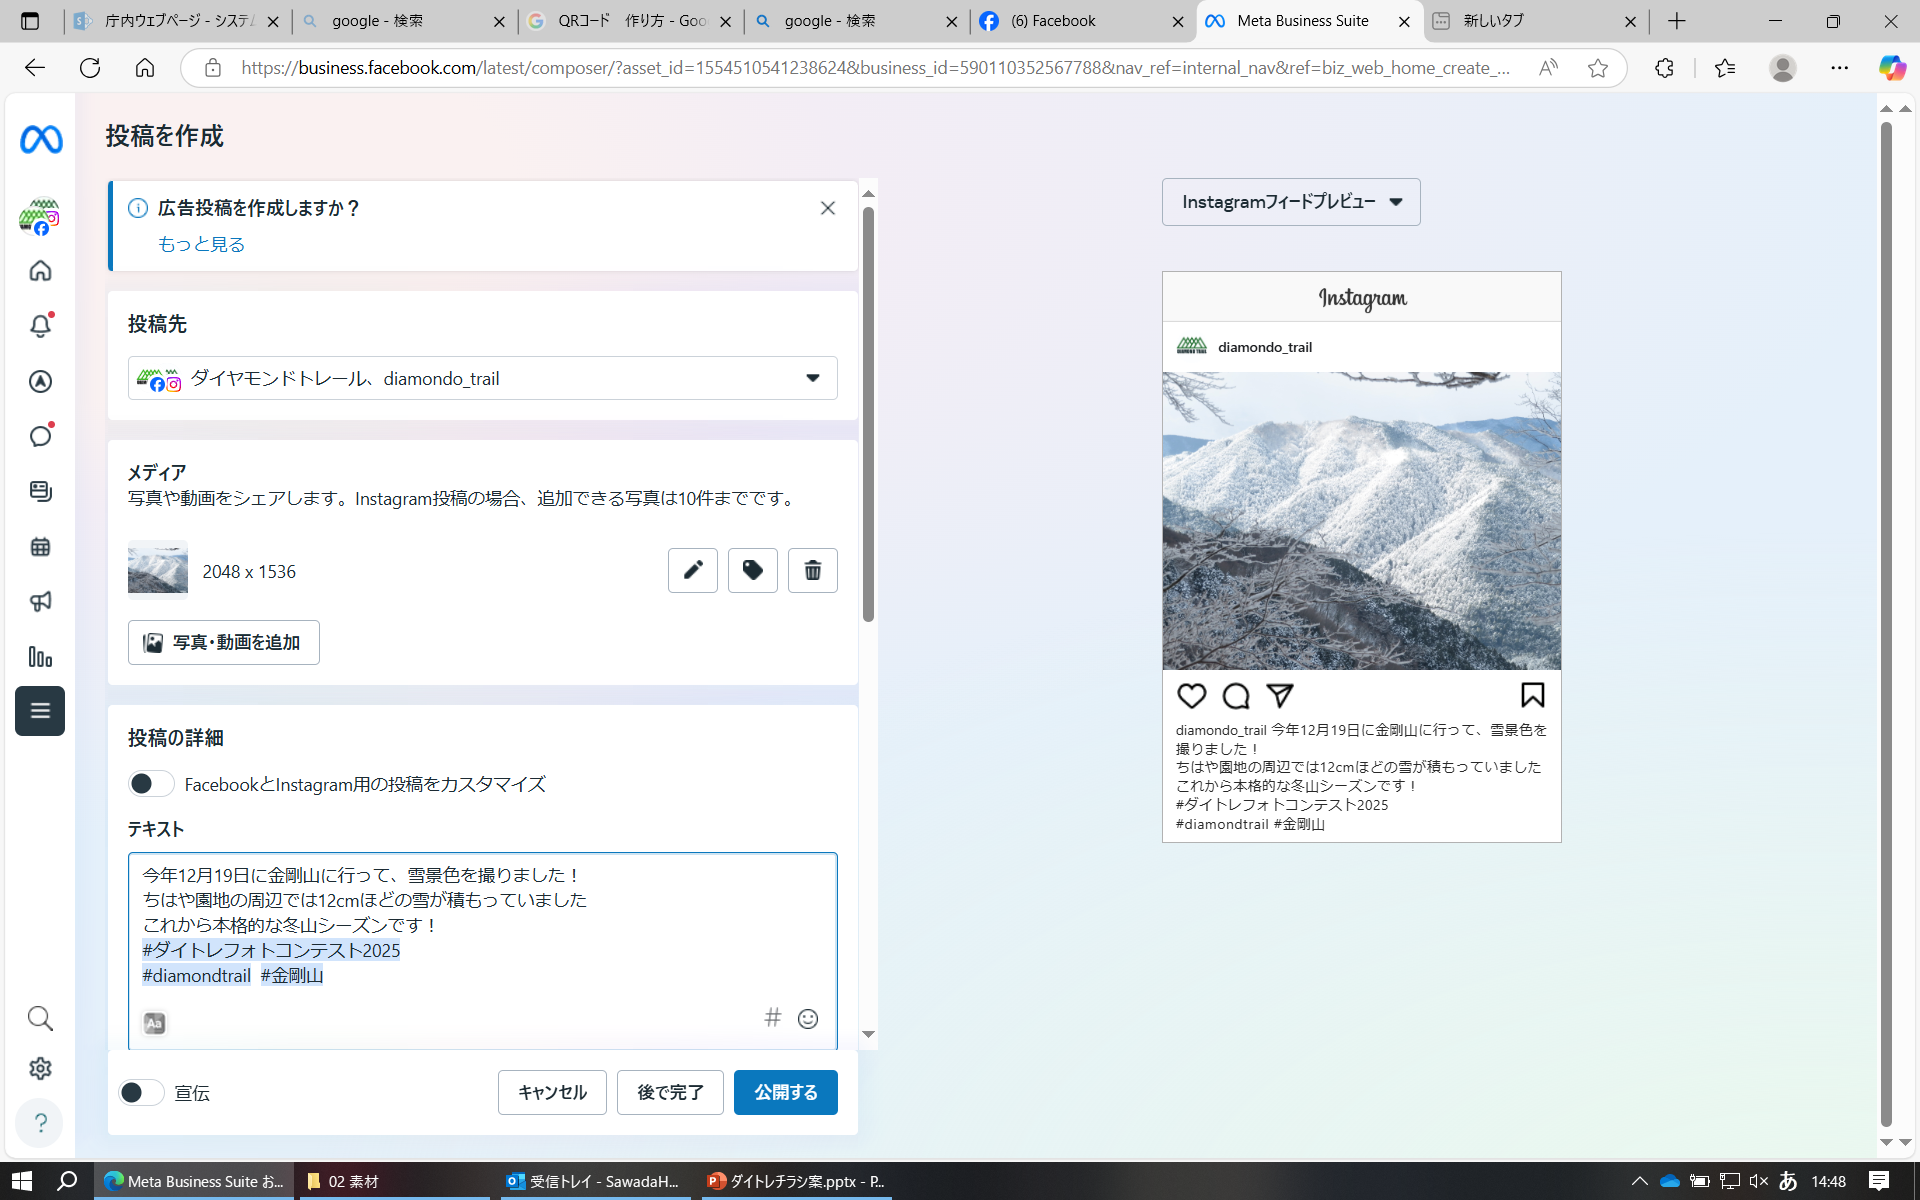 庁内ウェブページ - システム
google - 検索
QRコード　作り方 - Goo
google - 検索
(6) Facebook
Meta Business Suite
新しいタブ
https://business.facebook.com/latest/composer/?asset_id=1554510541238624&business_id=590110352567788&nav_ref=internal_nav&ref=biz_web_home_create_...
投稿を作成
広告投稿を作成しますか？
もっと見る
投稿先
ダイヤモンドトレール、diamondo_trail
メディア
写真や動画をシェアします。Instagram投稿の場合、追加できる写真は10件までです。
2048 x 1536
写真・動画を追加
投稿の詳細
FacebookとInstagram用の投稿をカスタマイズ
テキスト
今年12月19日に金剛山に行って、雪景色を撮りました！
ちはや園地の周辺では12cmほどの雪が積もっていました
これから本格的な冬山シーズンです！
#ダイトレフォトコンテスト2025
#diamondtrail #金剛山
Aa
宣伝
キャンセル
後で完了
公開する
Instagramフィードプレビュー
Instagram
diamondo_trail
diamondo_trail 今年12月19日に金剛山に行って、雪景色を
撮りました！
ちはや園地の周辺では12cmほどの雪が積もっていました
これから本格的な冬山シーズンです！
#ダイトレフォトコンテスト2025
#diamondtrail #金剛山
Meta Business Suite お...
02 素材
受信トレイ - SawadaH...
ダイトレチラシ案.pptx - P...
あ
14:48